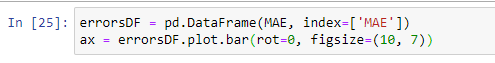 In [25]: errorsDF = pd.DataFrame(MAE, index=['MAE'])
ax = errorsDF.plot.bar(rot=0, figsize=(10, 7))